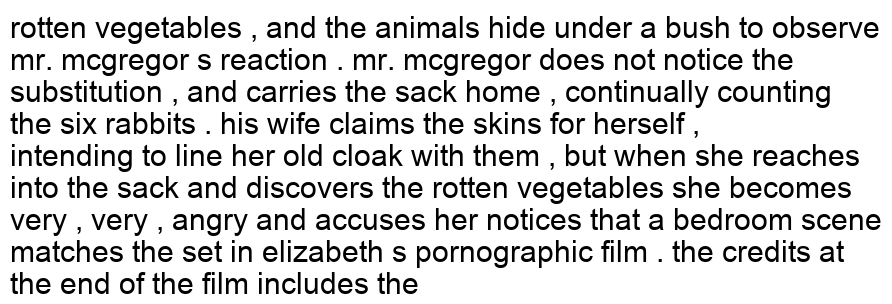 rotten vegetables , and the animals hide under a bush to observe
mr. mcgregor s reaction . mr. mcgregor does not notice the
substitution , and carries the sack home , continually counting
the six rabbits . his wife claims the skins for herself ,
intending to line her old cloak with them , but when she reaches
into the sack and discovers the rotten vegetables she becomes
very , very , angry and accuses her notices that a bedroom scene
matches the set in elizabeth s pornographic film . the credits at
the end of the film includes the